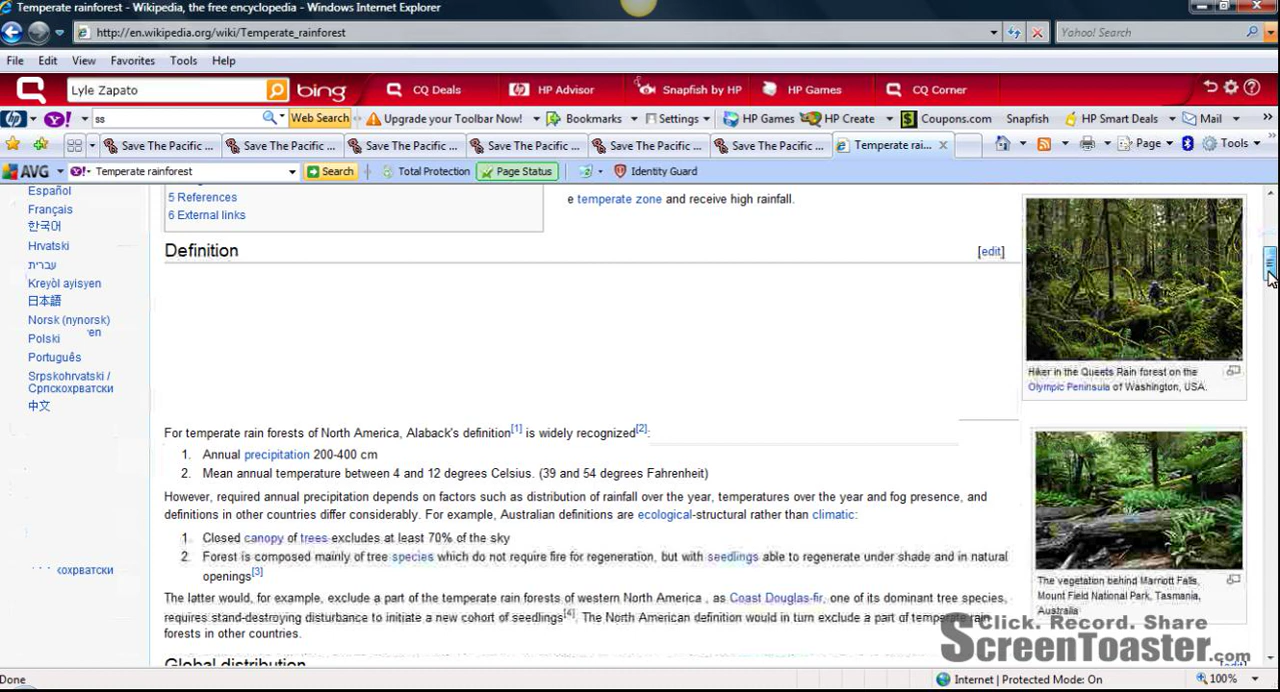 Temperate rainforest - Wikipedia, the free encyclopedia - Windows Internet Explorer
http://en.wikipedia.org/wiki/Temperate_rainforest
Yahoo! Search
File Edit View Favorites Tools Help
Lyle Zapato
bing
CQ Deals
HP Advisor
Snapfish by HP
HP Games
CQ Corner
ss
Web Search
Upgrade your Toolbar Now!
Bookmarks
Settings
HP Games
HP Create
Coupons.com
Snapfish
HP Smart Deals
Mail
Save The Pacific ...
Save The Pacific ...
Save The Pacific ...
Save The Pacific ...
Save The Pacific ...
Save The Pacific ...
Temperate rai...
Page
Tools
AVG
Temperate rainforest
Search
Total Protection
Page Status
Identity Guard
Español
Français
한국어
Hrvatski
עברית
Kreyòl ayisyen
日本語
Norsk (nynorsk)
en
Polski
Português
Srpskohrvatski /
Српскохрватски
中文
кохрватски
5 References
6 External links
e temperate zone and receive high rainfall.
Definition
[edit]
For temperate rain forests of North America, Alaback's definition[1] is widely recognized[2]:
1. Annual precipitation 200-400 cm
2. Mean annual temperature between 4 and 12 degrees Celsius. (39 and 54 degrees Fahrenheit)
However, required annual precipitation depends on factors such as distribution of rainfall over the year, temperatures over the year and fog presence, and
definitions in other countries differ considerably. For example, Australian definitions are ecological-structural rather than climatic:
1. Closed canopy of trees excludes at least 70% of the sky
2. Forest is composed mainly of tree species which do not require fire for regeneration, but with seedlings able to regenerate under shade and in natural
openings[3]
The latter would, for example, exclude a part of the temperate rain forests of western North America , as Coast Douglas-fir, one of its dominant tree species,
requires stand-destroying disturbance to initiate a new cohort of seedlings[4]. The North American definition would in turn exclude a part of temperate rain
forests in other countries.
Global distribution
Hiker in the Queets Rain forest on the
Olympic Peninsula of Washington, USA.
The vegetation behind Marriott Falls,
Mount Field National Park, Tasmania,
Australia
Click. Record. Share
ScreenToaster.com
Done
Internet | Protected Mode: On
100%